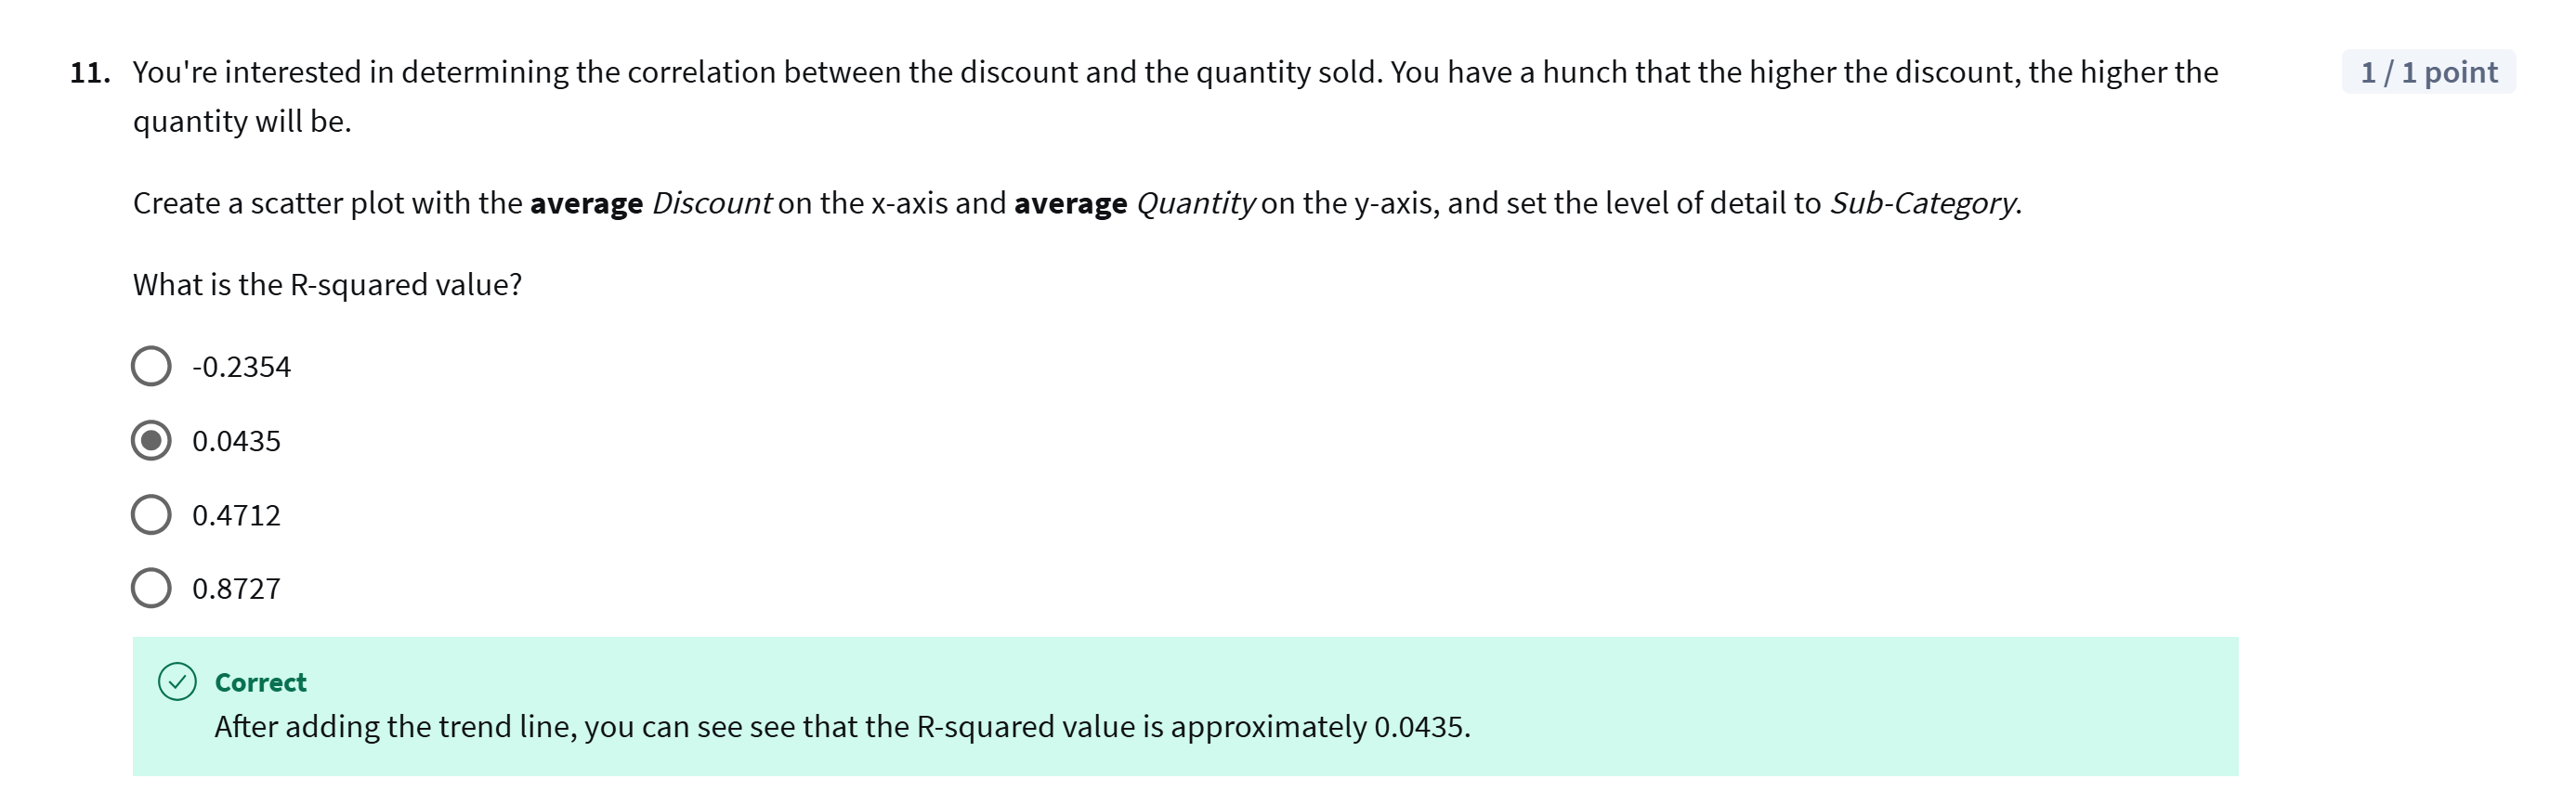 11. You're interested in determining the correlation between the discount and the quantity sold. You have a hunch that the higher the discount, the higher the
1 / 1 point
quantity will be.
Create a scatter plot with the average Discount on the x-axis and average Quantity on the y-axis, and set the level of detail to Sub-Category.
What is the R-squared value?
-0.2354
0.0435
0.4712
0.8727
Correct
After adding the trend line, you can see see that the R-squared value is approximately 0.0435.